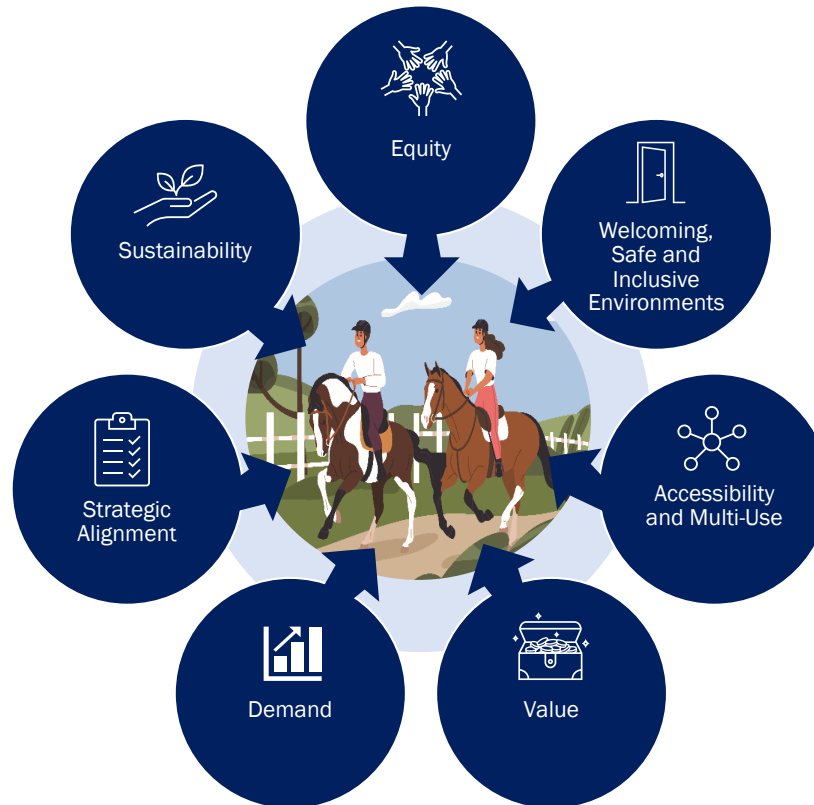 Equity
Welcoming,
Safe and
Inclusive
Environments
Accessibility
and Multi-Use
Value
Demand
Strategic
Alignment
Sustainability